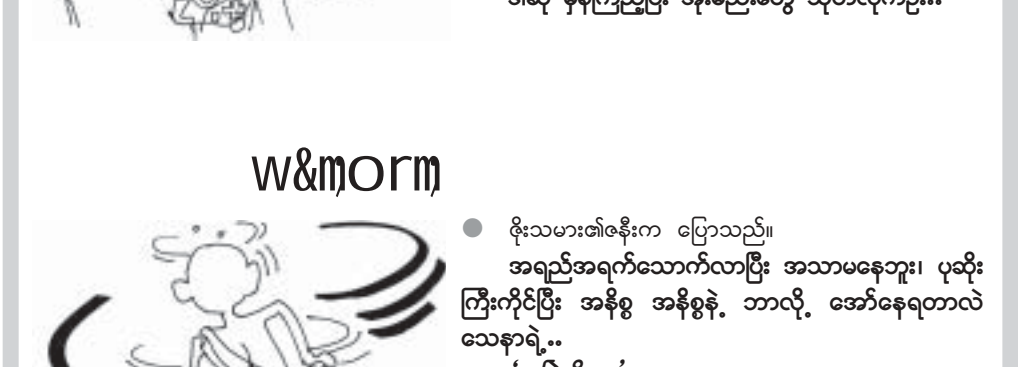 w&morm
ဇိုးသမား၏ဇနီးက ပြောသည်။
အရည်အရက်သောက်လာပြီး အသာမနေဘူး၊ ပုဆိုး
ကြီးကိုင်ပြီး အနိစ္စ အနိစ္စနဲ့ ဘာလို့ အော်နေရတာလဲ
သေနာရဲ့..